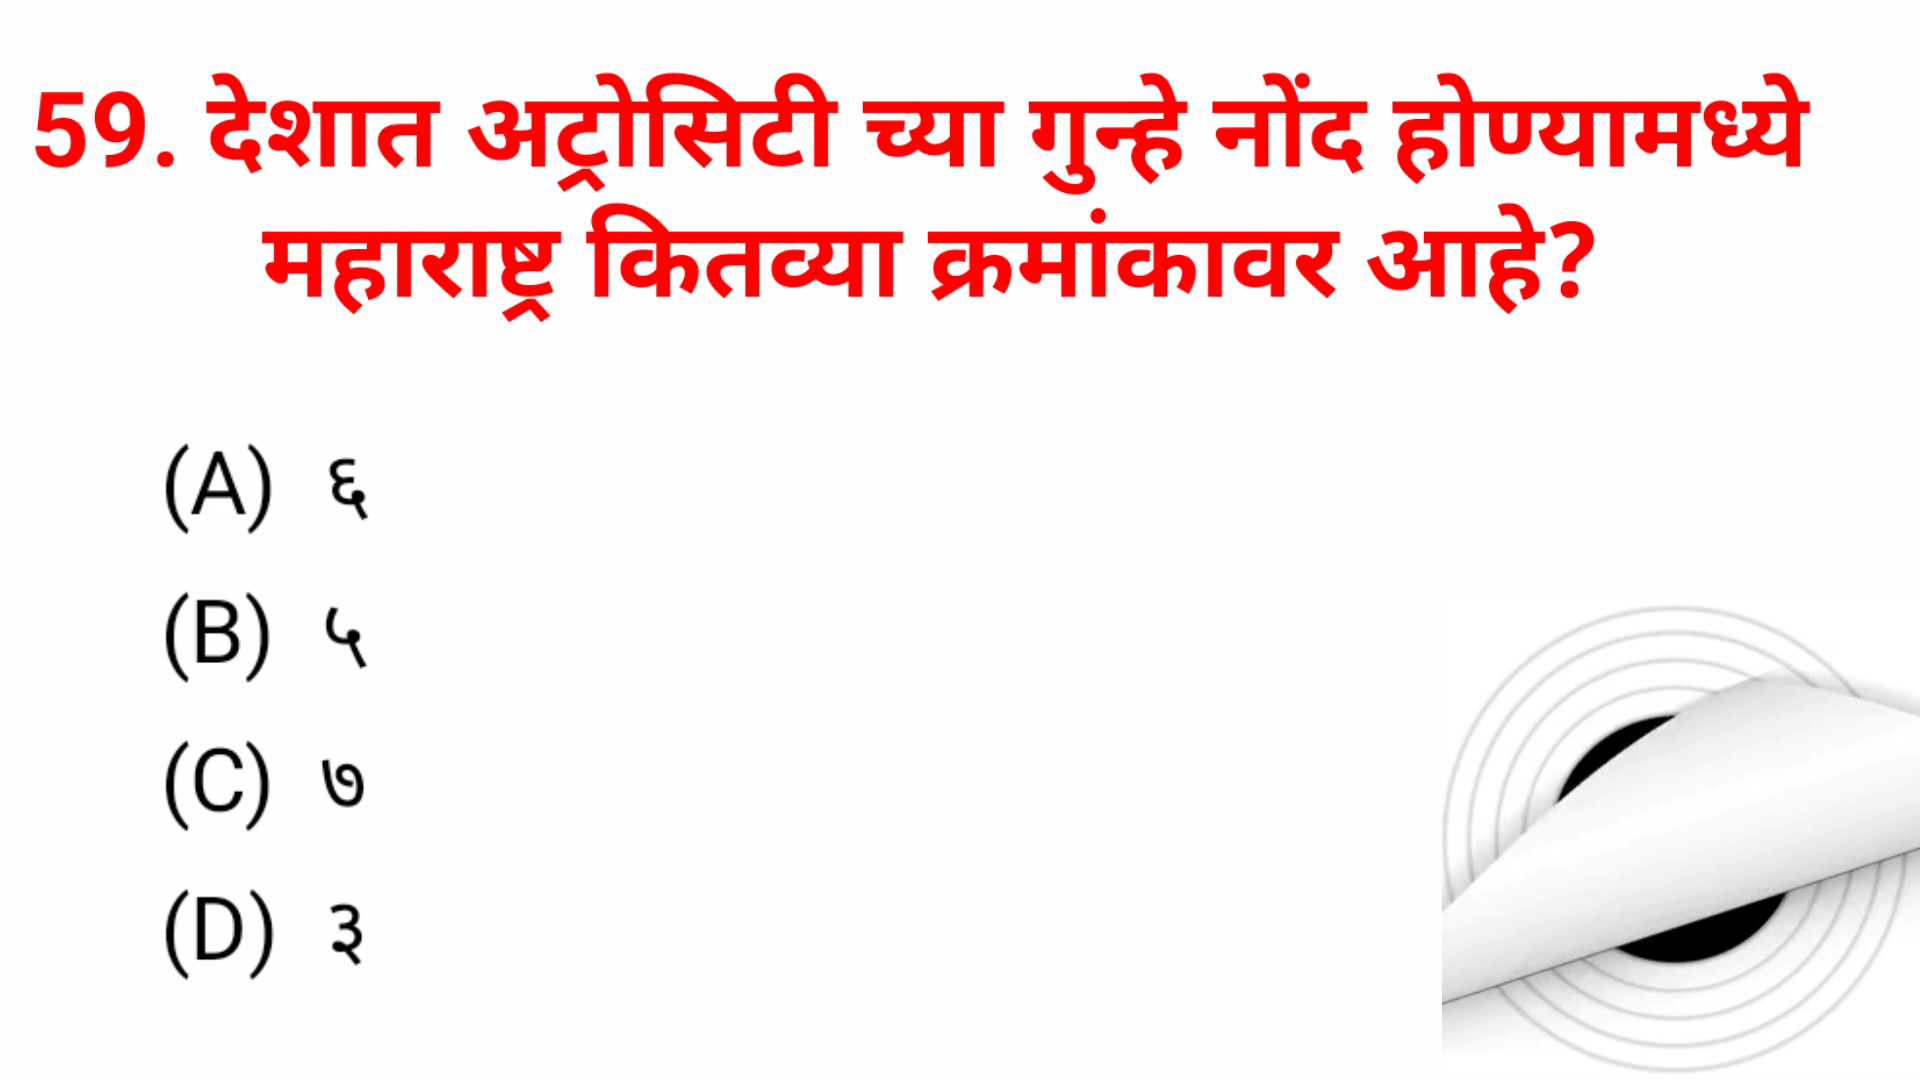 59. देशात अट्रोसिटी च्या गुन्हे नोंद होण्यामध्ये
महाराष्ट्र कितव्या क्रमांकावर आहे?
(A) ६
(B) ५
(C) ७
(D) ३